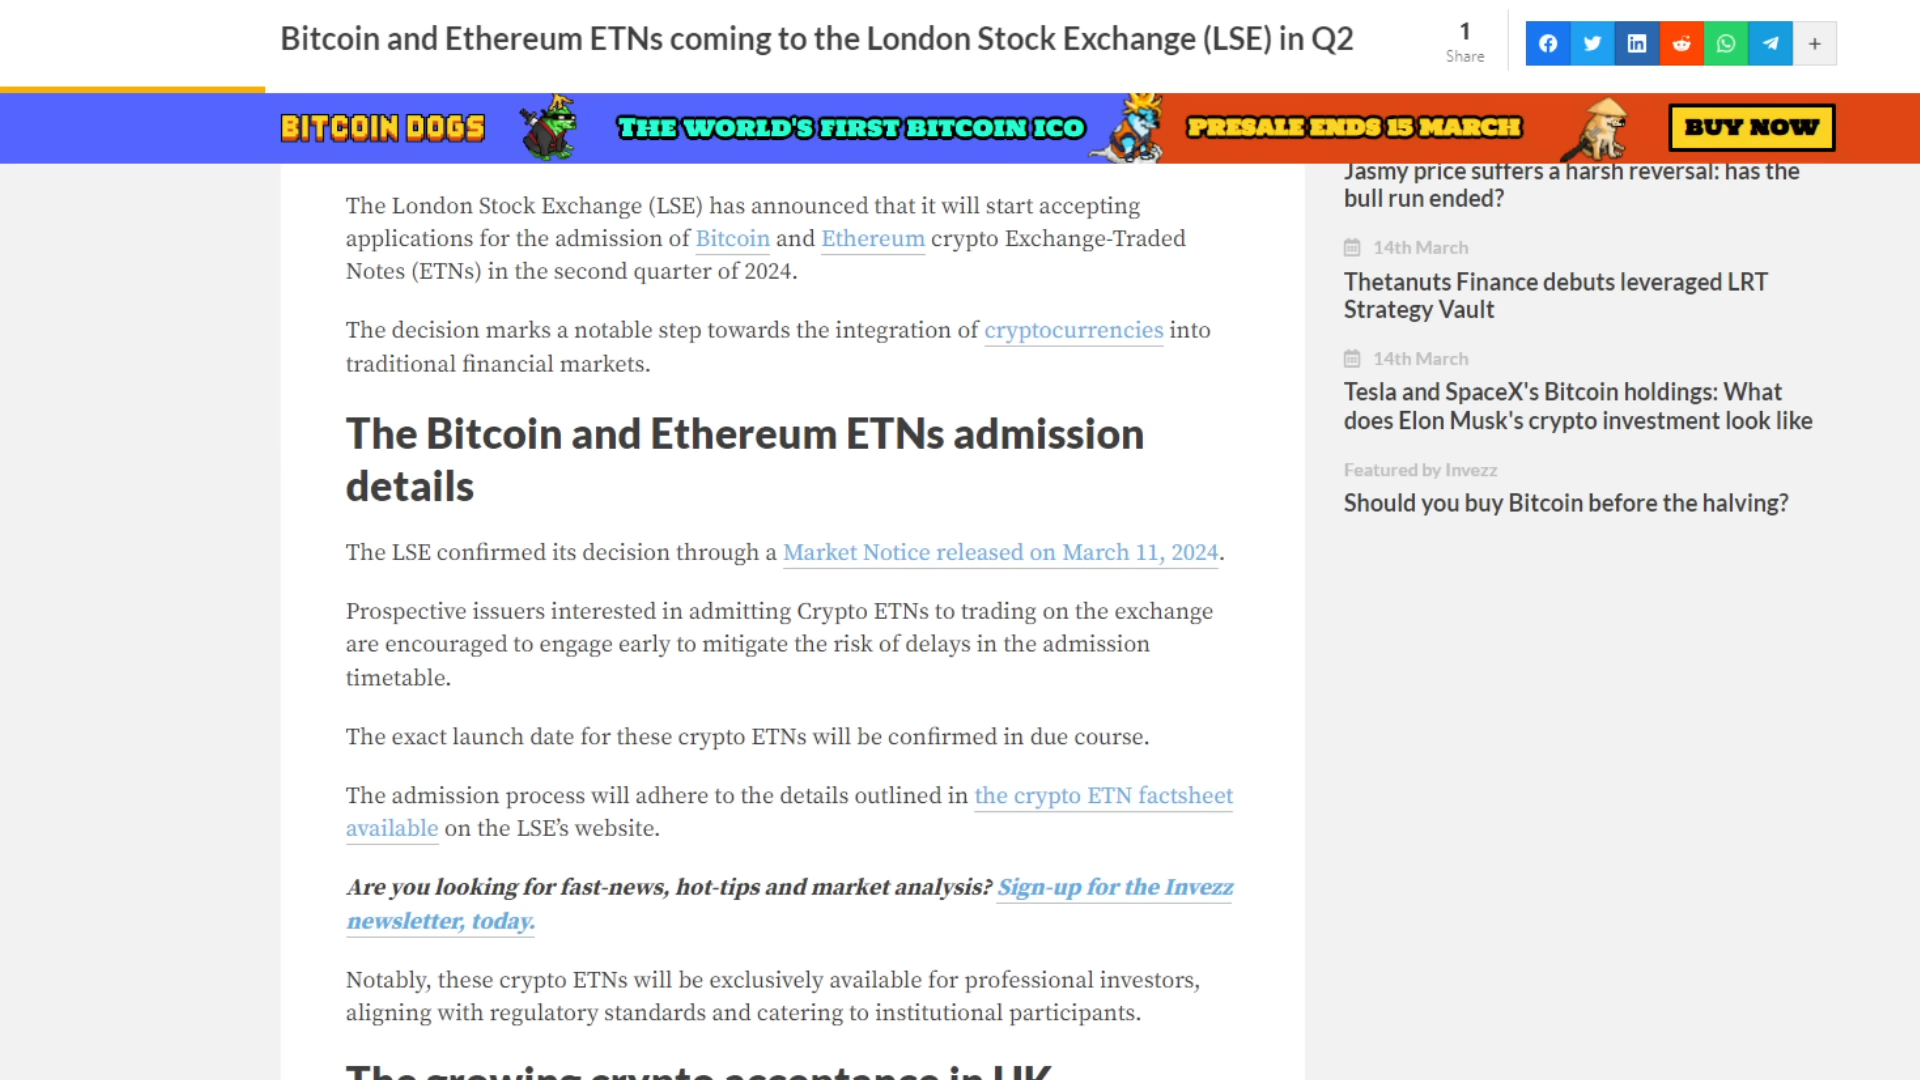 Bitcoin and Ethereum ETNs coming to the London Stock Exchange (LSE) in Q2
1
Share
+
BITCOIN DOGS
THE WORLD'S FIRST BITCOIN ICO
PRESALE ENDS 15 MARCH
BUY NOW
The London Stock Exchange (LSE) has announced that it will start accepting
applications for the admission of Bitcoin and Ethereum crypto Exchange-Traded
Notes (ETNs) in the second quarter of 2024.
The decision marks a notable step towards the integration of cryptocurrencies into
traditional financial markets.
The Bitcoin and Ethereum ETNs admission
details
The LSE confirmed its decision through a Market Notice released on March 11, 2024.
Prospective issuers interested in admitting Crypto ETNs to trading on the exchange
are encouraged to engage early to mitigate the risk of delays in the admission
timetable.
The exact launch date for these crypto ETNs will be confirmed in due course.
The admission process will adhere to the details outlined in the crypto ETN factsheet
available on the LSE’s website.
Are you looking for fast-news, hot-tips and market analysis? Sign-up for the Invezz
newsletter, today.
Notably, these crypto ETNs will be exclusively available for professional investors,
aligning with regulatory standards and catering to institutional participants.
The growing crypto acceptance in UK
Jasmy price suffers a harsh reversal: has the
bull run ended?
14th March
Thetanuts Finance debuts leveraged LRT
Strategy Vault
14th March
Tesla and SpaceX's Bitcoin holdings: What
does Elon Musk's crypto investment look like
Featured by Invezz
Should you buy Bitcoin before the halving?